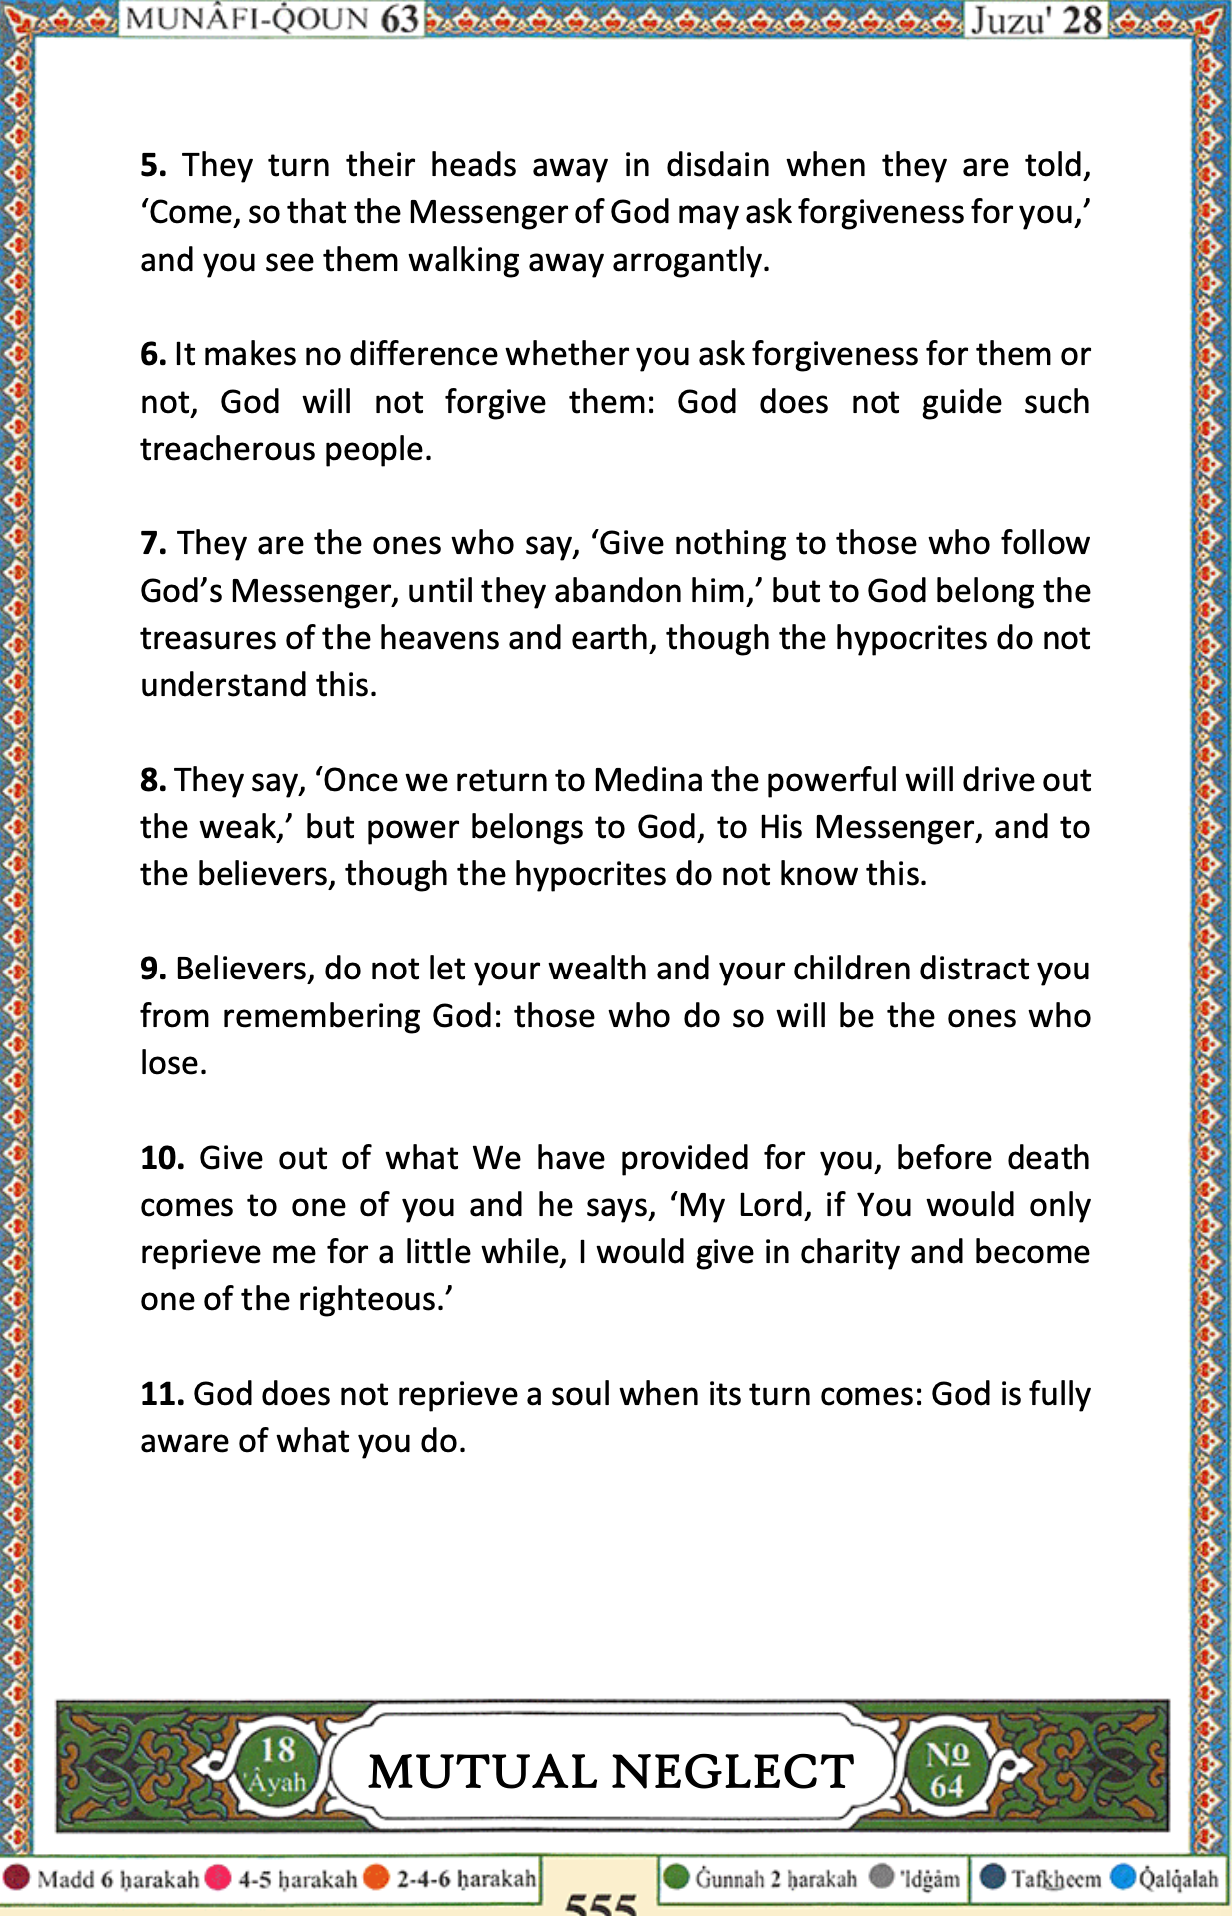 MUNÂFI-Q̇OUN 63
Juzu' 28
5. They turn their heads away in disdain when they are told,
‘Come, so that the Messenger of God may ask forgiveness for you,’
and you see them walking away arrogantly.
6. It makes no difference whether you ask forgiveness for them or
not, God will not forgive them: God does not guide such
treacherous people.
7. They are the ones who say, ‘Give nothing to those who follow
God’s Messenger, until they abandon him,’ but to God belong the
treasures of the heavens and earth, though the hypocrites do not
understand this.
8. They say, ‘Once we return to Medina the powerful will drive out
the weak,’ but power belongs to God, to His Messenger, and to
the believers, though the hypocrites do not know this.
9. Believers, do not let your wealth and your children distract you
from remembering God: those who do so will be the ones who
lose.
10. Give out of what We have provided for you, before death
comes to one of you and he says, ‘My Lord, if You would only
reprieve me for a little while, I would give in charity and become
one of the righteous.’
11. God does not reprieve a soul when its turn comes: God is fully
aware of what you do.
18
'Âyah
MUTUAL NEGLECT
Nº
64
Madd 6 ḥarakah 4-5 ḥarakah 2-4-6 ḥarakah
555
Ġunnah 2 ḥarakah 'Idġâm Tafkheem Q̇alq̇alah